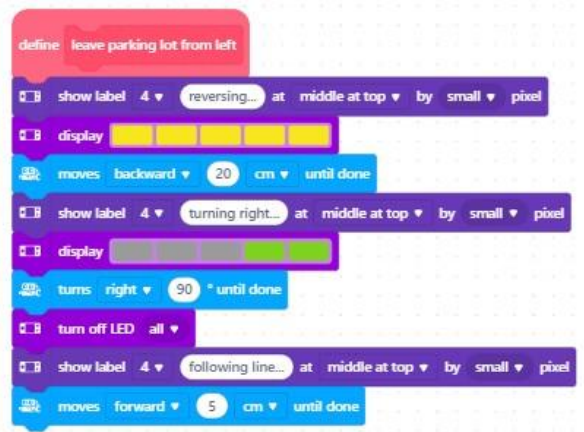 define leave parking lot from left
show label 4 reversing... at middle at top by small pixel
display
moves backward 20 cm until done
show label 4 turning right... at middle at top by small pixel
display
turns right 90 ° until done
turn off LED all
show label 4 following line... at middle at top by small pixel
moves forward 5 cm until done